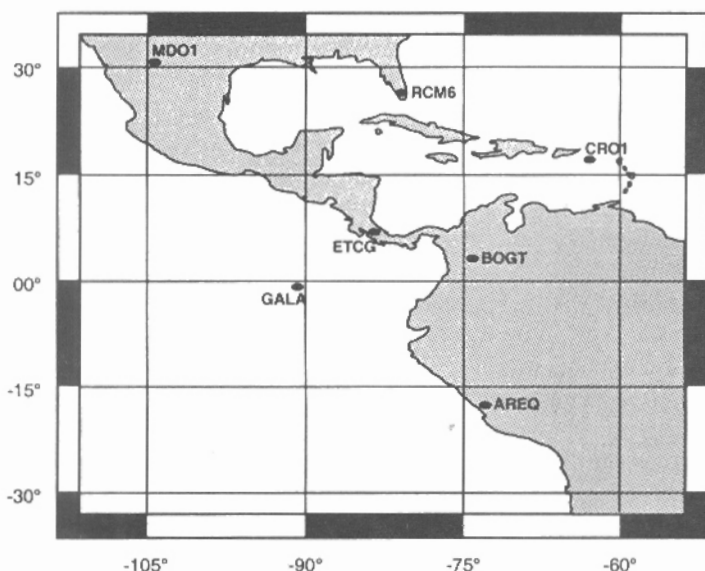 MDO1
30°
RCM6
CRO1
15°
ETCG
BOGT
00°
GALA
-15°
AREQ
-30°
-105°
-90°
-75°
-60°